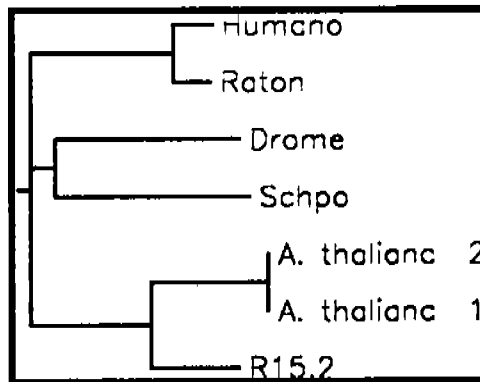 Humano
Raton
Drome
Schpo
A. thaliana 2
A. thaliana 1
R15.2